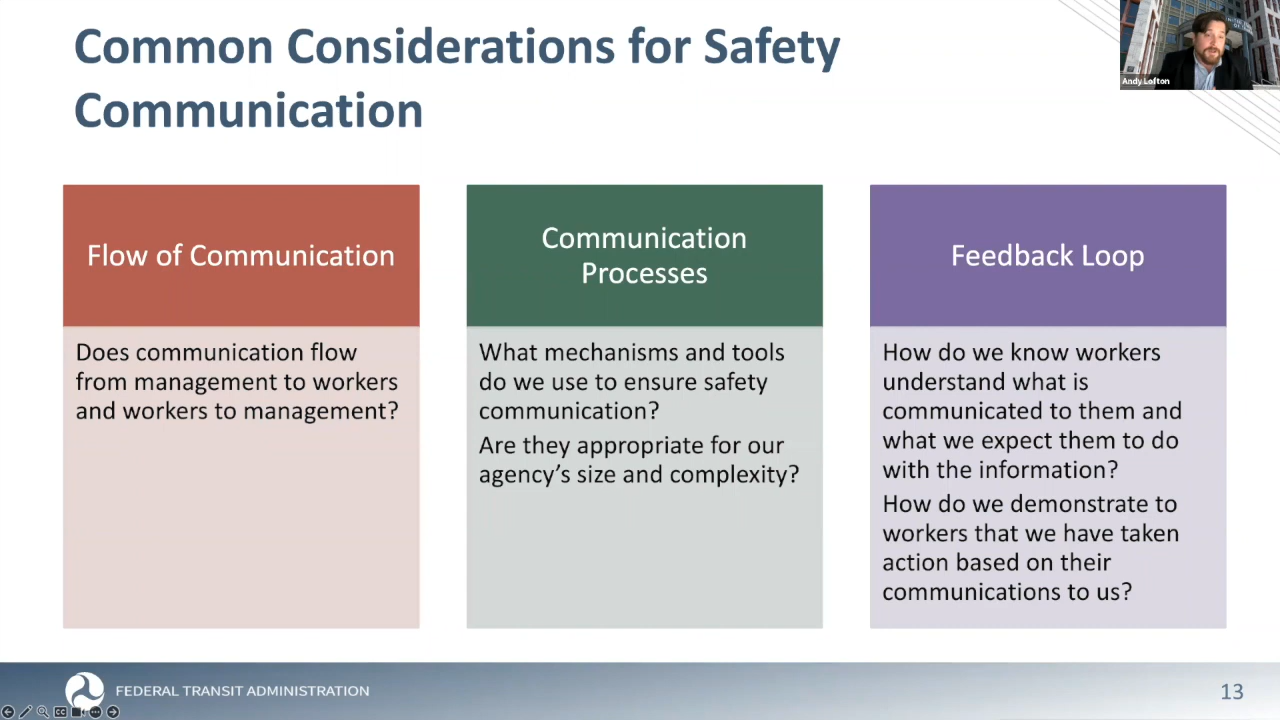 Common Considerations for Safety
Communication
Andy Lofton
Flow of Communication
Does communication flow
from management to workers
and workers to management?
Communication
Processes
What mechanisms and tools
do we use to ensure safety
communication?
Are they appropriate for our
agency’s size and complexity?
Feedback Loop
How do we know workers
understand what is
communicated to them and
what we expect them to do
with the information?
How do we demonstrate to
workers that we have taken
action based on their
communications to us?
FEDERAL TRANSIT ADMINISTRATION
13
CC